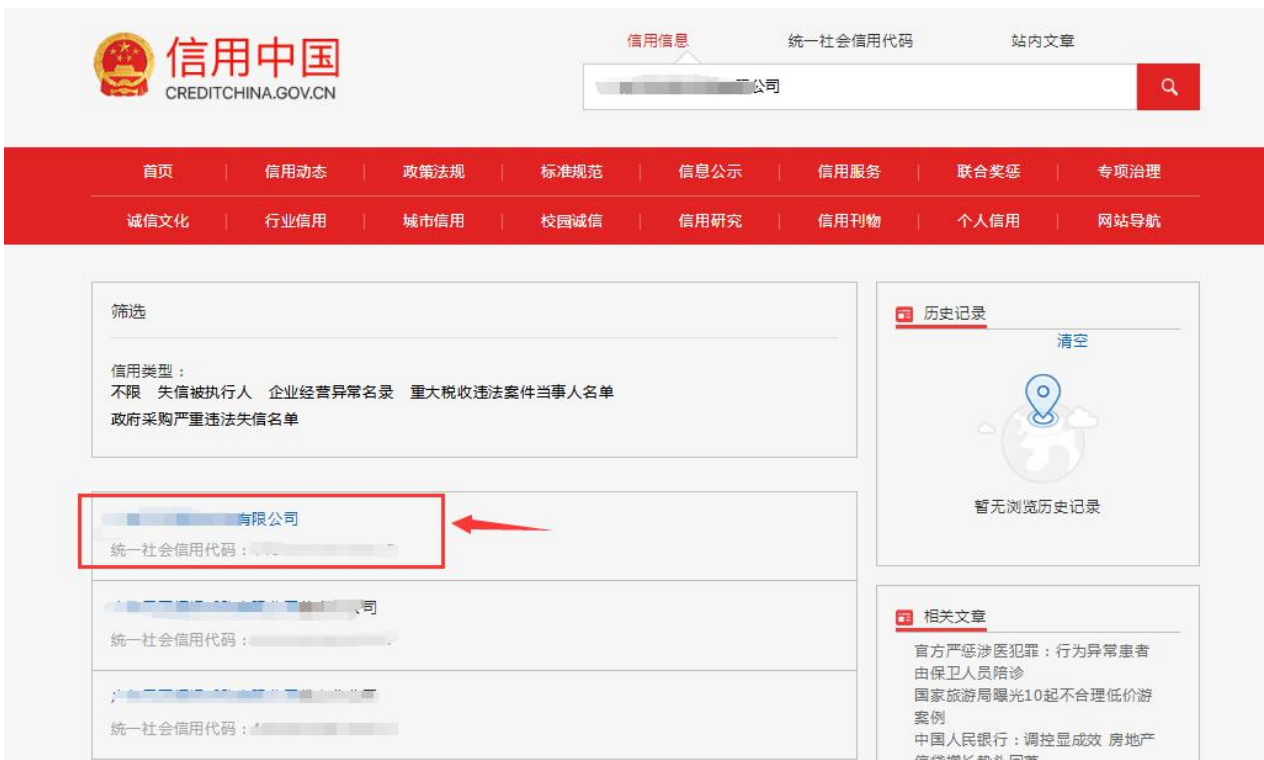 信用中国
CREDITCHINA.GOV.CN
信用信息 统一社会信用代码 站内文章
公司
首页 信用动态 政策法规 标准规范 信息公示 信用服务 联合奖惩 专项治理
诚信文化 行业信用 城市信用 校园诚信 信用研究 信用刊物 个人信用 网站导航
筛选
信用类型：
不限 失信被执行人 企业经营异常名录 重大税收违法案件当事人名单
政府采购严重违法失信名单
有限公司
统一社会信用代码：
司
统一社会信用代码：
统一社会信用代码：
历史记录
清空
暂无浏览历史记录
相关文章
官方严惩涉医犯罪：行为异常患者
由保卫人员陪诊
国家旅游局曝光10起不合理低价游
案例
中国人民银行：调控显成效 房地产